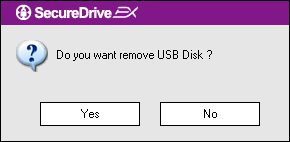 SecureDrive EX
Do you want remove USB Disk ?
Yes
No